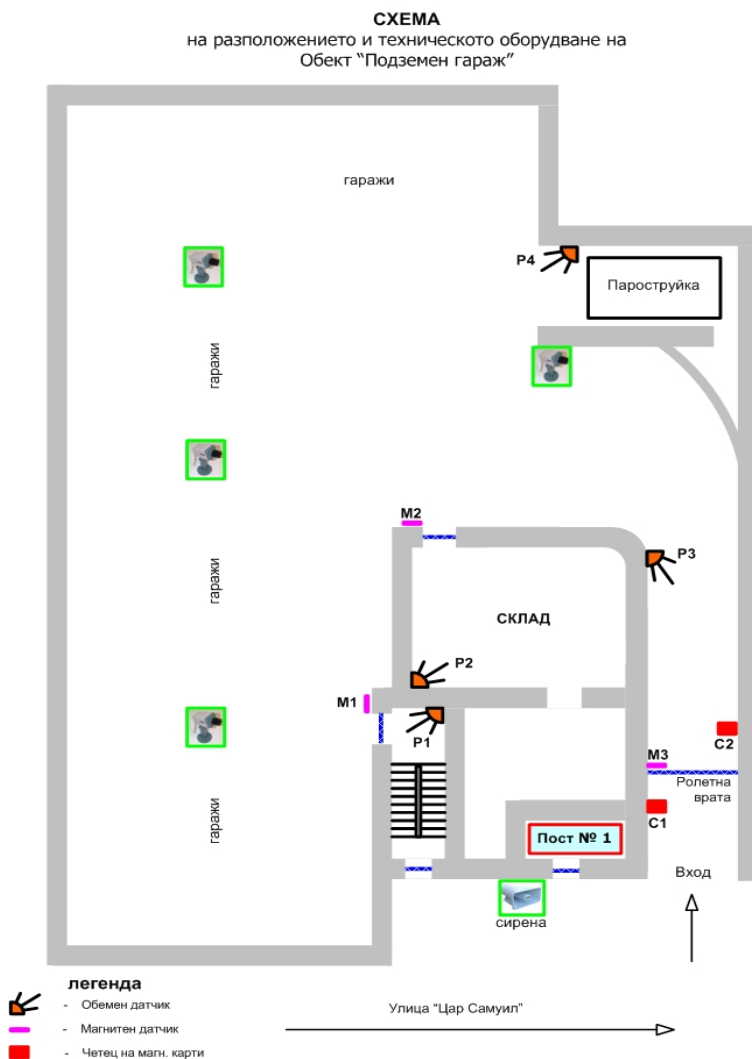 СХЕМА
на разположението и техническото оборудване на
Обект “Подземен гараж”
гаражи
P4
Пароструйка
гаражи
M2
P3
гаражи
СКЛАД
P2
M1
P1
C2
M3
Ролетна
врата
гаражи
C1
Пост № 1
Вход
сирена
легенда
- Обемен датчик
Улица “Цар Самуил”
- Магнитен датчик
- Четец на магн. карти